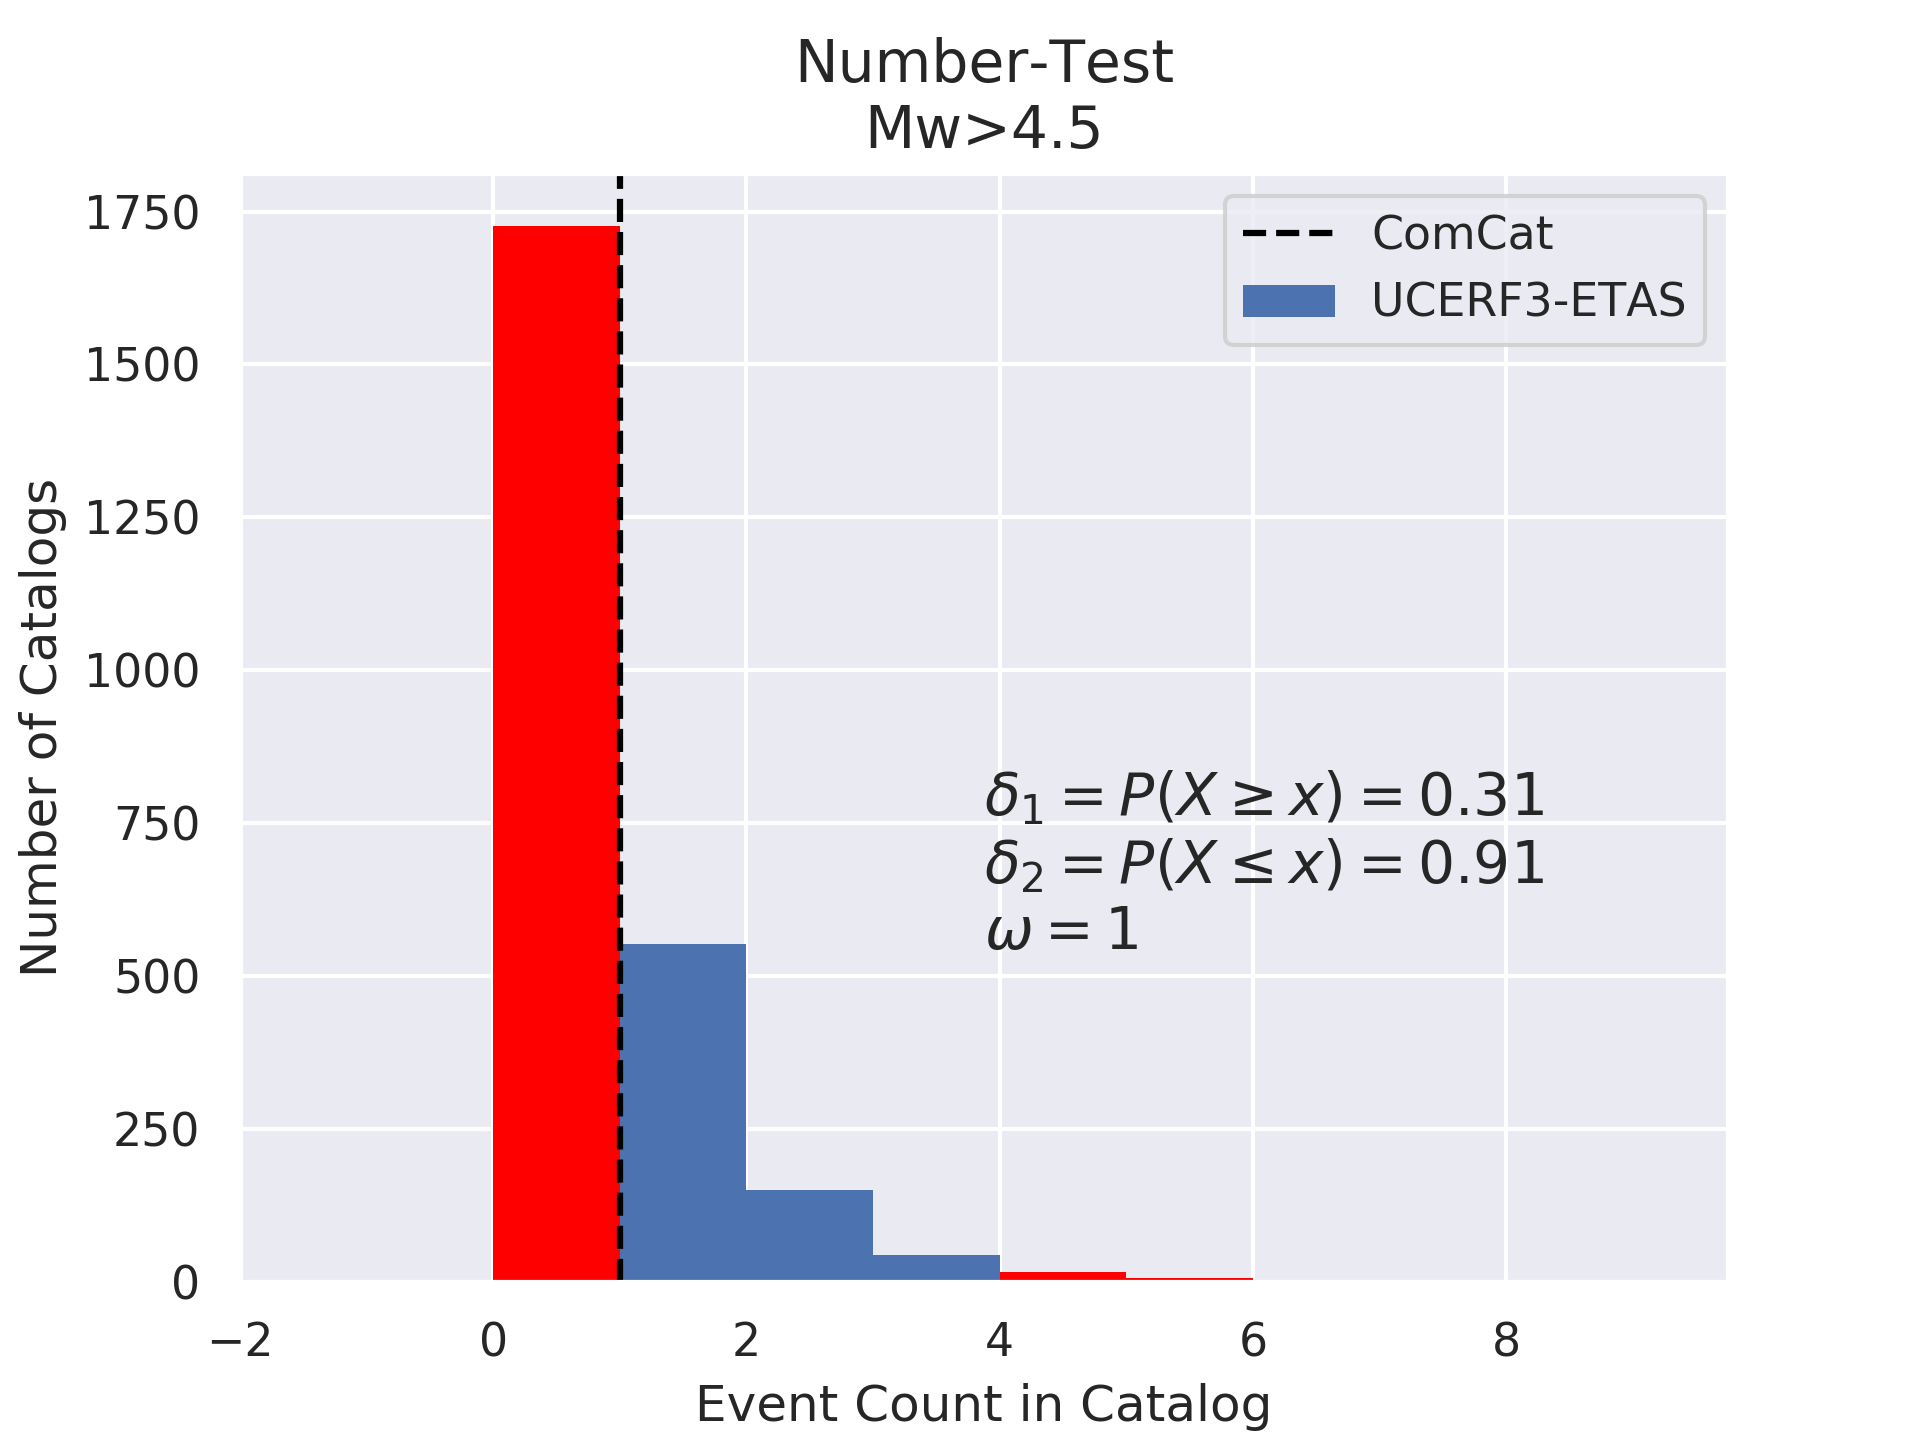 Number-Test
Mw>4.5
1750
1500
1250
1000
750
500
250
0
Number of Catalogs
ComCat
UCERF3-ETAS
δ₁ = P(X ≥ x) = 0.31
δ₂ = P(X ≤ x) = 0.91
ω = 1
−2 0 2 4 6 8
Event Count in Catalog